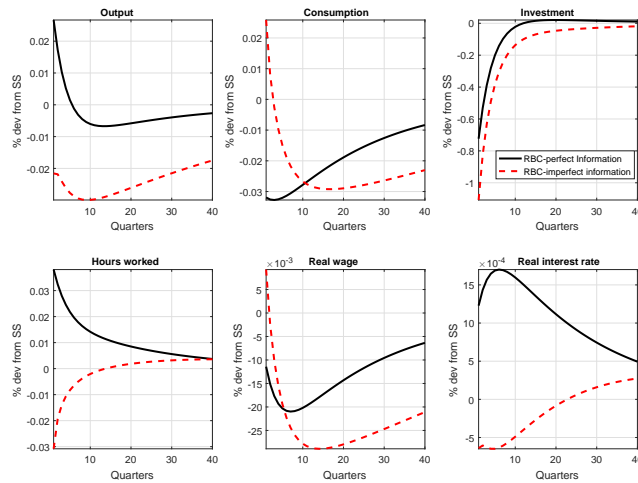 Output
% dev from SS
0.02
0.01
0
-0.01
-0.02
10 20 30 40
Quarters
Consumption
% dev from SS
0.02
0.01
0
-0.01
-0.02
-0.03
10 20 30 40
Quarters
Investment
% dev from SS
0
-0.2
-0.4
-0.6
-0.8
-1
RBC-perfect Information
RBC-imperfect information
10 20 30 40
Quarters
Hours worked
% dev from SS
0.03
0.02
0.01
0
-0.01
-0.02
-0.03
10 20 30 40
Quarters
Real wage
×10-3
% dev from SS
5
0
-5
-10
-15
-20
-25
10 20 30 40
Quarters
Real interest rate
×10-4
% dev from SS
15
10
5
0
-5
10 20 30 40
Quarters